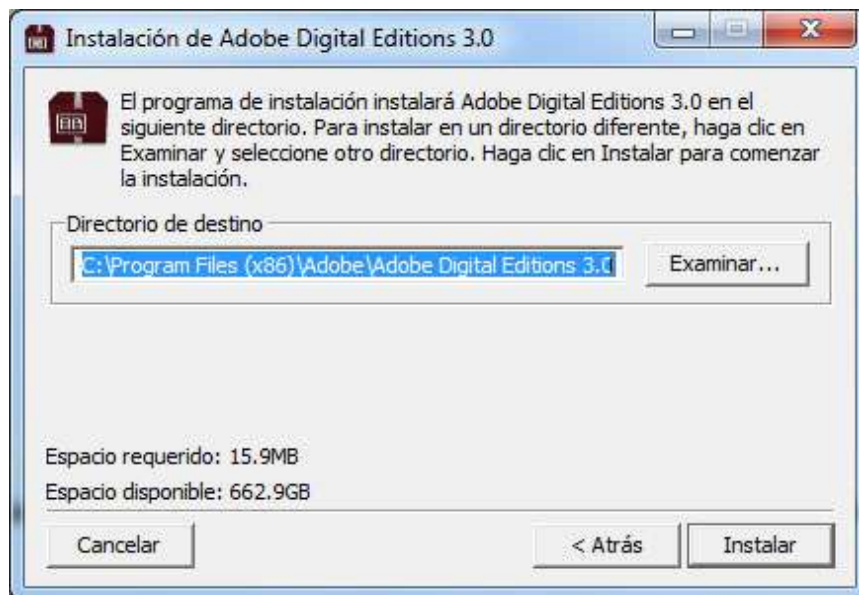 Instalación de Adobe Digital Editions 3.0
El programa de instalación instalará Adobe Digital Editions 3.0 en el
siguiente directorio. Para instalar en un directorio diferente, haga clic en
Examinar y seleccione otro directorio. Haga clic en Instalar para comenzar
la instalación.
Directorio de destino
C:\Program Files (x86)\Adobe\Adobe Digital Editions 3.0
Examinar...
Espacio requerido: 15.9MB
Espacio disponible: 662.9GB
Cancelar
< Atrás
Instalar